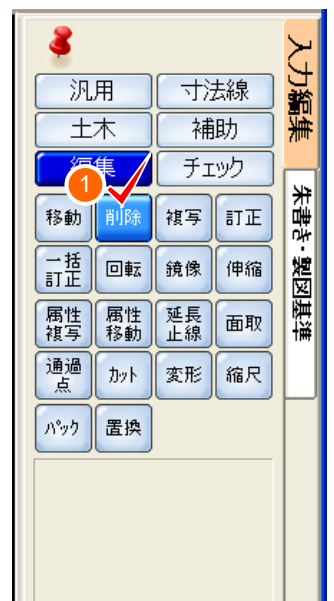 入力編集
朱書き・製図基準
汎用
寸法線
土木
補助
編集
チェック
1
移動
削除
複写
訂正
一括
訂正
回転
鏡像
伸縮
属性
複写
属性
移動
延長
止線
面取
通過
点
カット
変形
縮尺
パック
置換